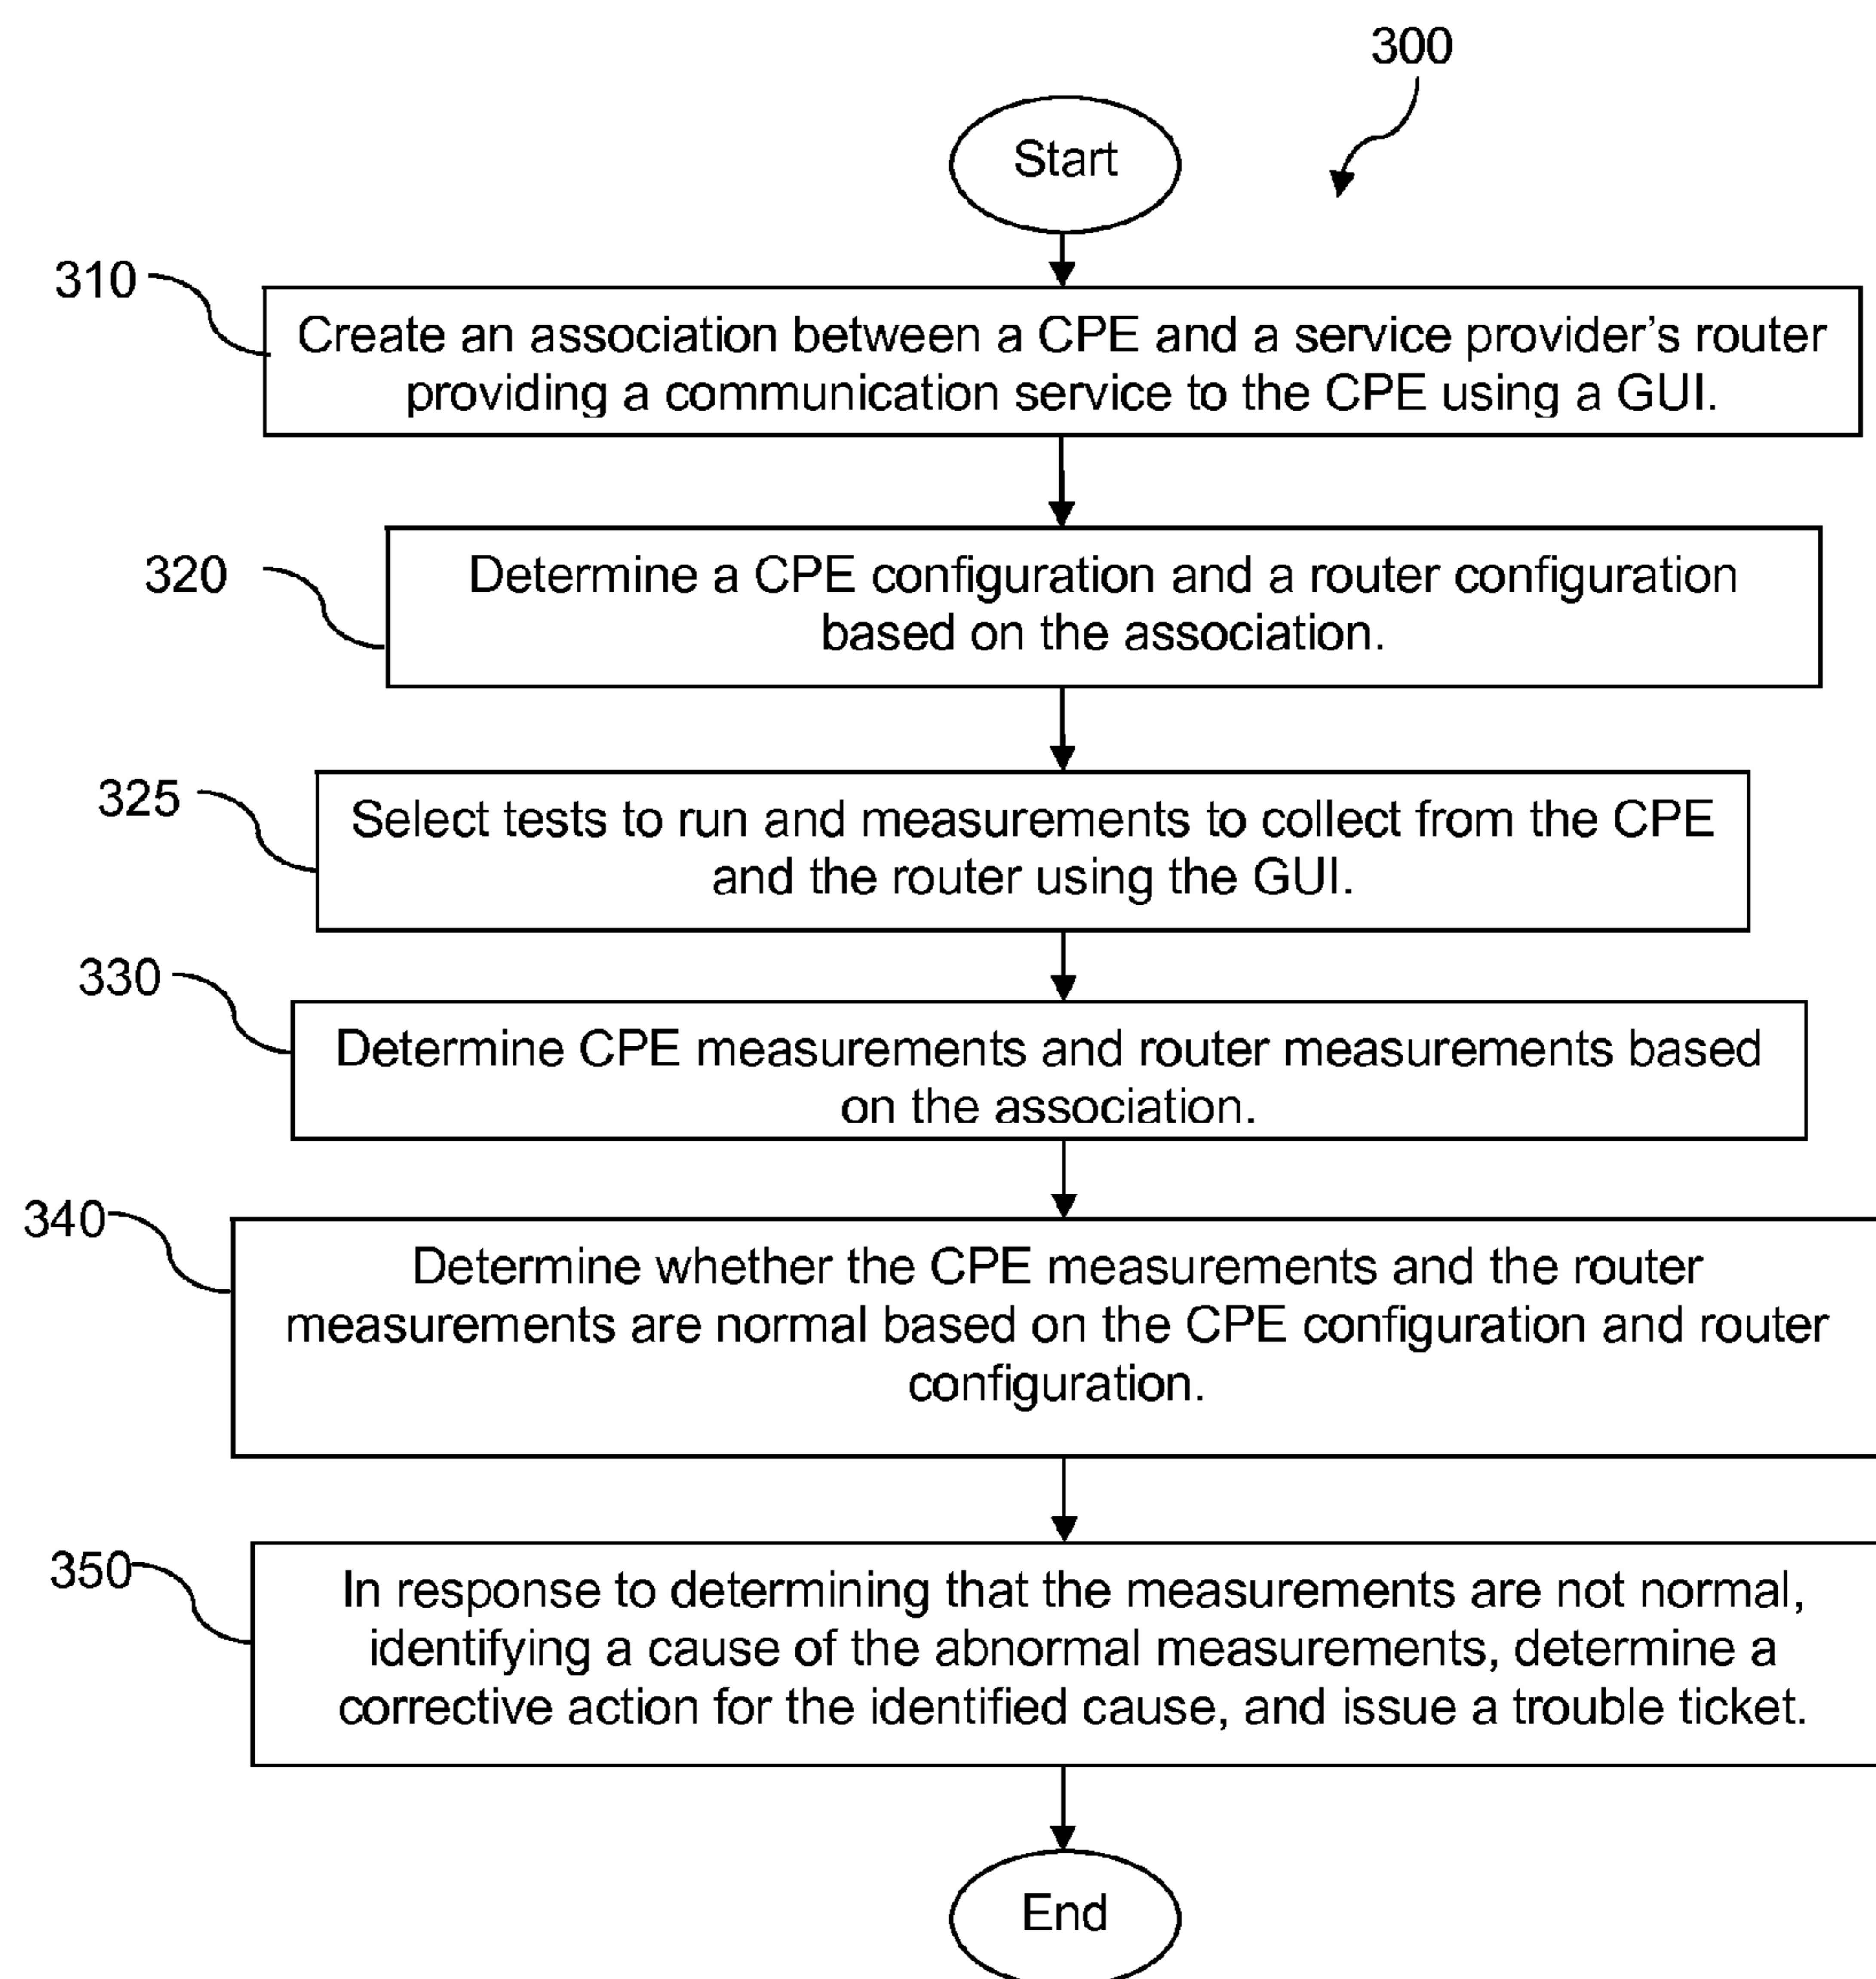 300
Start
310
Create an association between a CPE and a service provider's router
providing a communication service to the CPE using a GUI.
320
Determine a CPE configuration and a router configuration
based on the association.
325
Select tests to run and measurements to collect from the CPE
and the router using the GUI.
330
Determine CPE measurements and router measurements based
on the association.
340
Determine whether the CPE measurements and the router
measurements are normal based on the CPE configuration and router
configuration.
350
In response to determining that the measurements are not normal,
identifying a cause of the abnormal measurements, determine a
corrective action for the identified cause, and issue a trouble ticket.
End